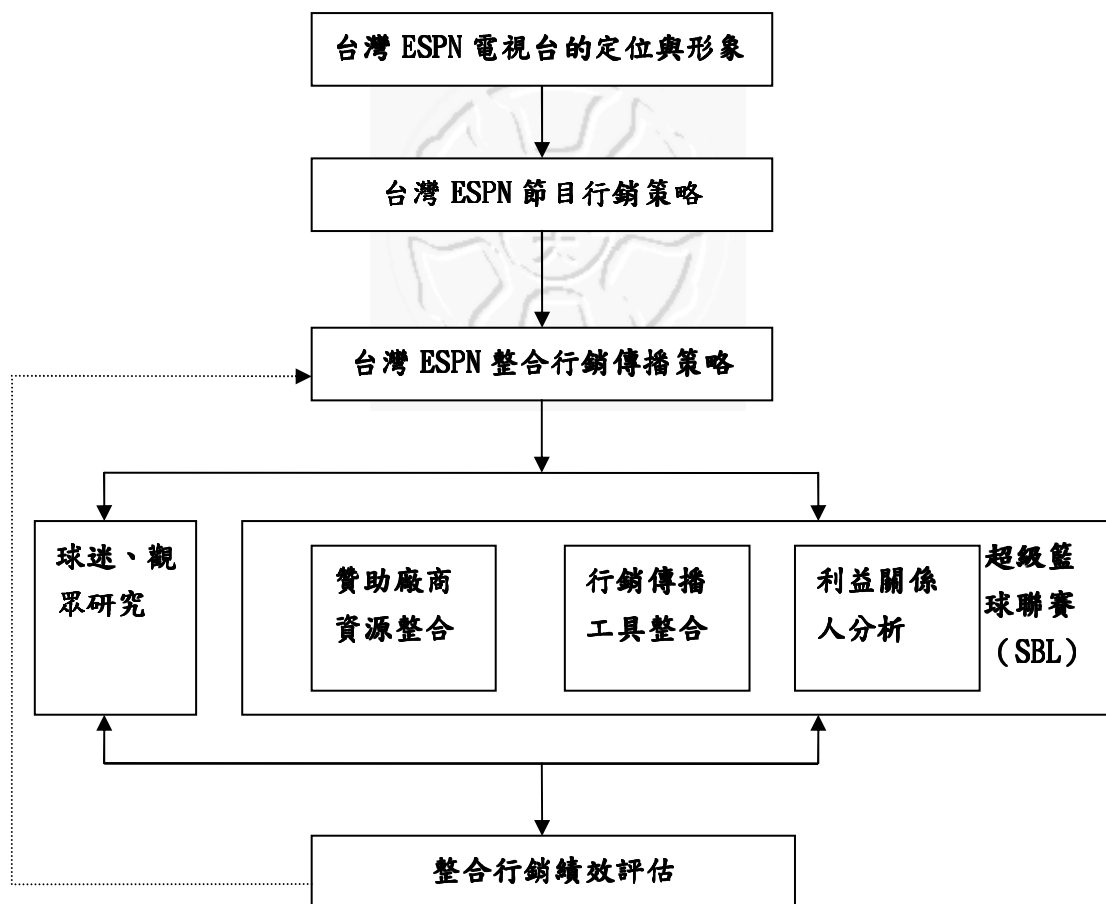 台灣 ESPN 電視台的定位與形象
台灣 ESPN 節目行銷策略
台灣 ESPN 整合行銷傳播策略
球迷、觀
眾研究
贊助廠商
資源整合
行銷傳播
工具整合
利益關係
人分析
超級籃
球聯賽
（SBL）
整合行銷績效評估